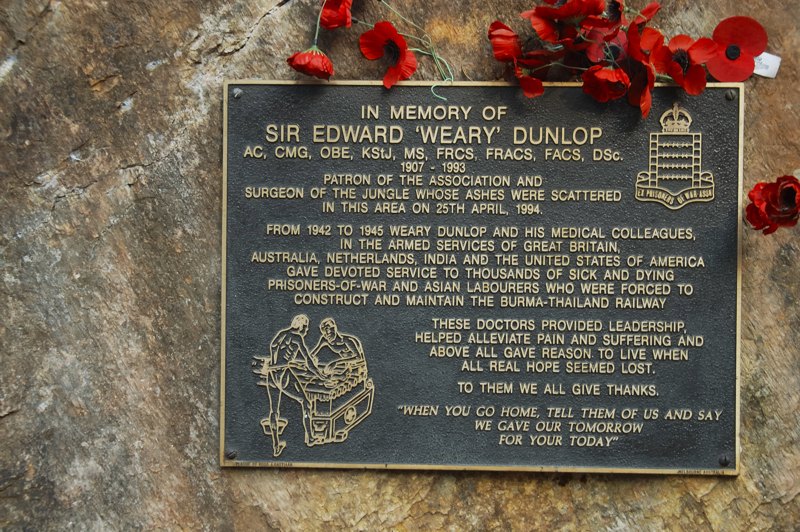 IN MEMORY OF
SIR EDWARD 'WEARY' DUNLOP
AC, CMG, OBE, KStJ, MS, FRCS, FRACS, FACS, DSc.
1907 - 1993
PATRON OF THE ASSOCIATION AND
SURGEON OF THE JUNGLE WHOSE ASHES WERE SCATTERED
IN THIS AREA ON 25TH APRIL, 1994.
EX PRISONERS OF WAR ASSN
FROM 1942 TO 1945 WEARY DUNLOP AND HIS MEDICAL COLLEAGUES,
IN THE ARMED SERVICES OF GREAT BRITAIN,
AUSTRALIA, NETHERLANDS, INDIA AND THE UNITED STATES OF AMERICA
GAVE DEVOTED SERVICE TO THOUSANDS OF SICK AND DYING
PRISONERS-OF-WAR AND ASIAN LABOURERS WHO WERE FORCED TO
CONSTRUCT AND MAINTAIN THE BURMA-THAILAND RAILWAY
THESE DOCTORS PROVIDED LEADERSHIP,
HELPED ALLEVIATE PAIN AND SUFFERING AND
ABOVE ALL GAVE REASON TO LIVE WHEN
ALL REAL HOPE SEEMED LOST.
TO THEM WE ALL GIVE THANKS.
"WHEN YOU GO HOME, TELL THEM OF US AND SAY
WE GAVE OUR TOMORROW
FOR YOUR TODAY"